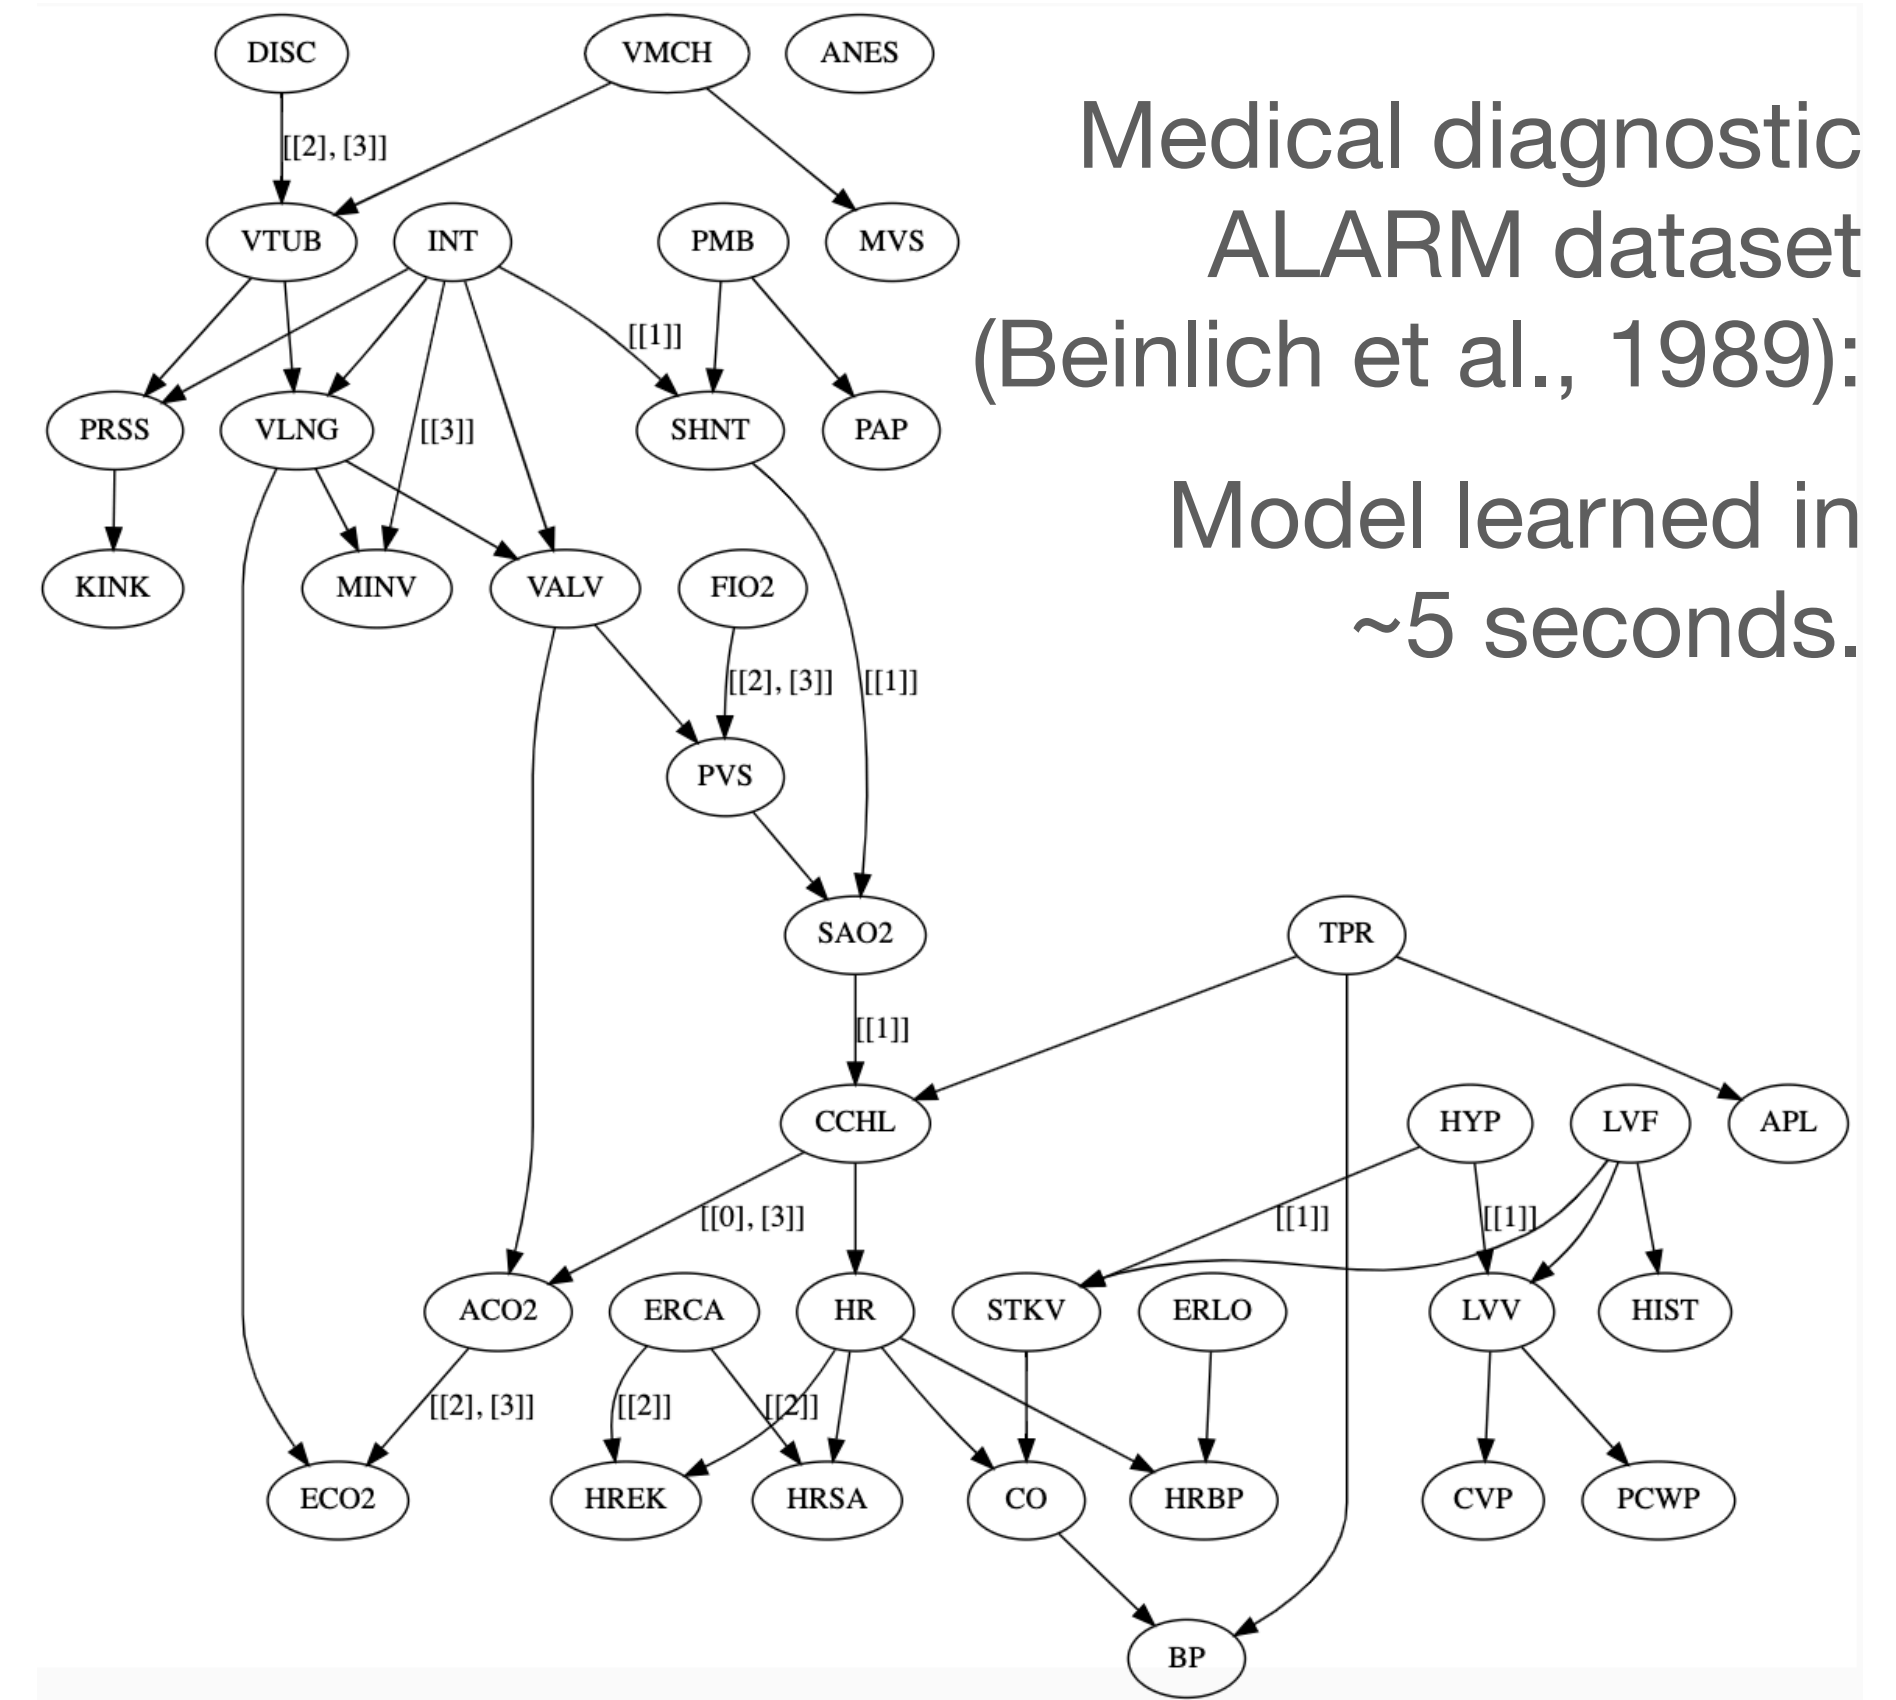 DISC
VMCH
ANES
Medical diagnostic
ALARM dataset
(Beinlich et al., 1989):
Model learned in
~5 seconds.
[[2], [3]]
VTUB
INT
PMB
MVS
[[1]]
PRSS
VLNG
[[3]]
SHNT
PAP
KINK
MINV
VALV
FIO2
[[2], [3]]
[[1]]
PVS
SAO2
TPR
[[1]]
CCHL
HYP
LVF
APL
[[0], [3]]
[[1]]
[[1]]
ACO2
ERCA
HR
STKV
ERLO
LVV
HIST
[[2], [3]]
[[2]]
[[2]]
ECO2
HREK
HRSA
CO
HRBP
CVP
PCWP
BP